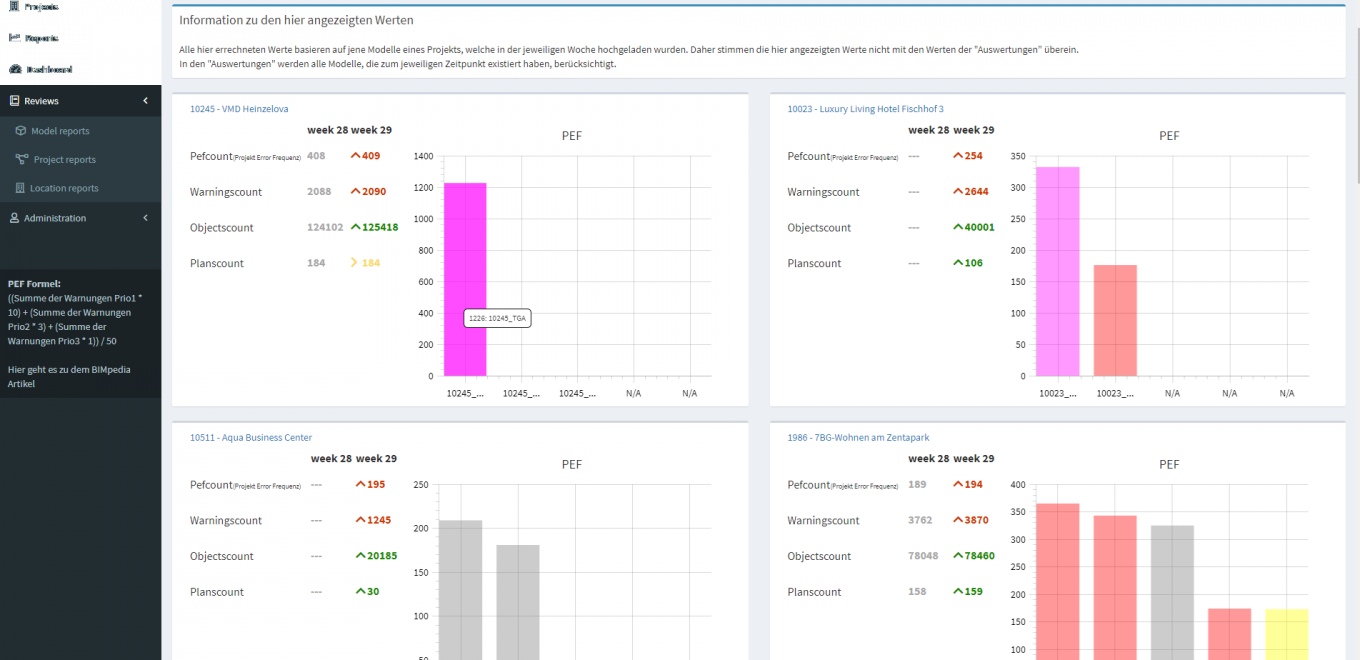 Projects
Reports
Dashboard
Reviews
Model reports
Project reports
Location reports
Administration
PEF Formel:
((Summe der Warnungen Prio1 *
10) + (Summe der Warnungen
Prio2 * 3) + (Summe der
Warnungen Prio3 * 1)) / 50
Hier geht es zu dem BIMpedia
Artikel
Information zu den hier angezeigten Werten
Alle hier errechneten Werte basieren auf jene Modelle eines Projekts, welche in der jeweiligen Woche hochgeladen wurden. Daher stimmen die hier angezeigten Werte nicht mit den Werten der "Auswertungen" überein.
In den "Auswertungen" werden alle Modelle, die zum jeweiligen Zeitpunkt existiert haben, berücksichtigt.
10245 - VMD Heinzelova
week 28 week 29
Pefcount(Projekt Error Frequenz) 408 409
Warningscount 2088 2090
Objectscount 124102 125418
Planscount 184 184
PEF
1400
1200
1000
800
600
400
200
0
1226: 10245_TGA
10245_... 10245_... 10245_... N/A N/A
10023 - Luxury Living Hotel Fischhof 3
week 28 week 29
Pefcount(Projekt Error Frequenz) --- 254
Warningscount --- 2644
Objectscount --- 40001
Planscount --- 106
PEF
350
300
250
200
150
100
50
0
10023_... 10023_... N/A N/A N/A
10511 - Aqua Business Center
week 28 week 29
Pefcount(Projekt Error Frequenz) --- 195
Warningscount --- 1245
Objectscount --- 20185
Planscount --- 30
PEF
250
200
150
100
50
1986 - 7BG-Wohnen am Zentapark
week 28 week 29
Pefcount(Projekt Error Frequenz) 189 194
Warningscount 3762 3870
Objectscount 78048 78460
Planscount 158 159
PEF
400
350
300
250
200
150
100